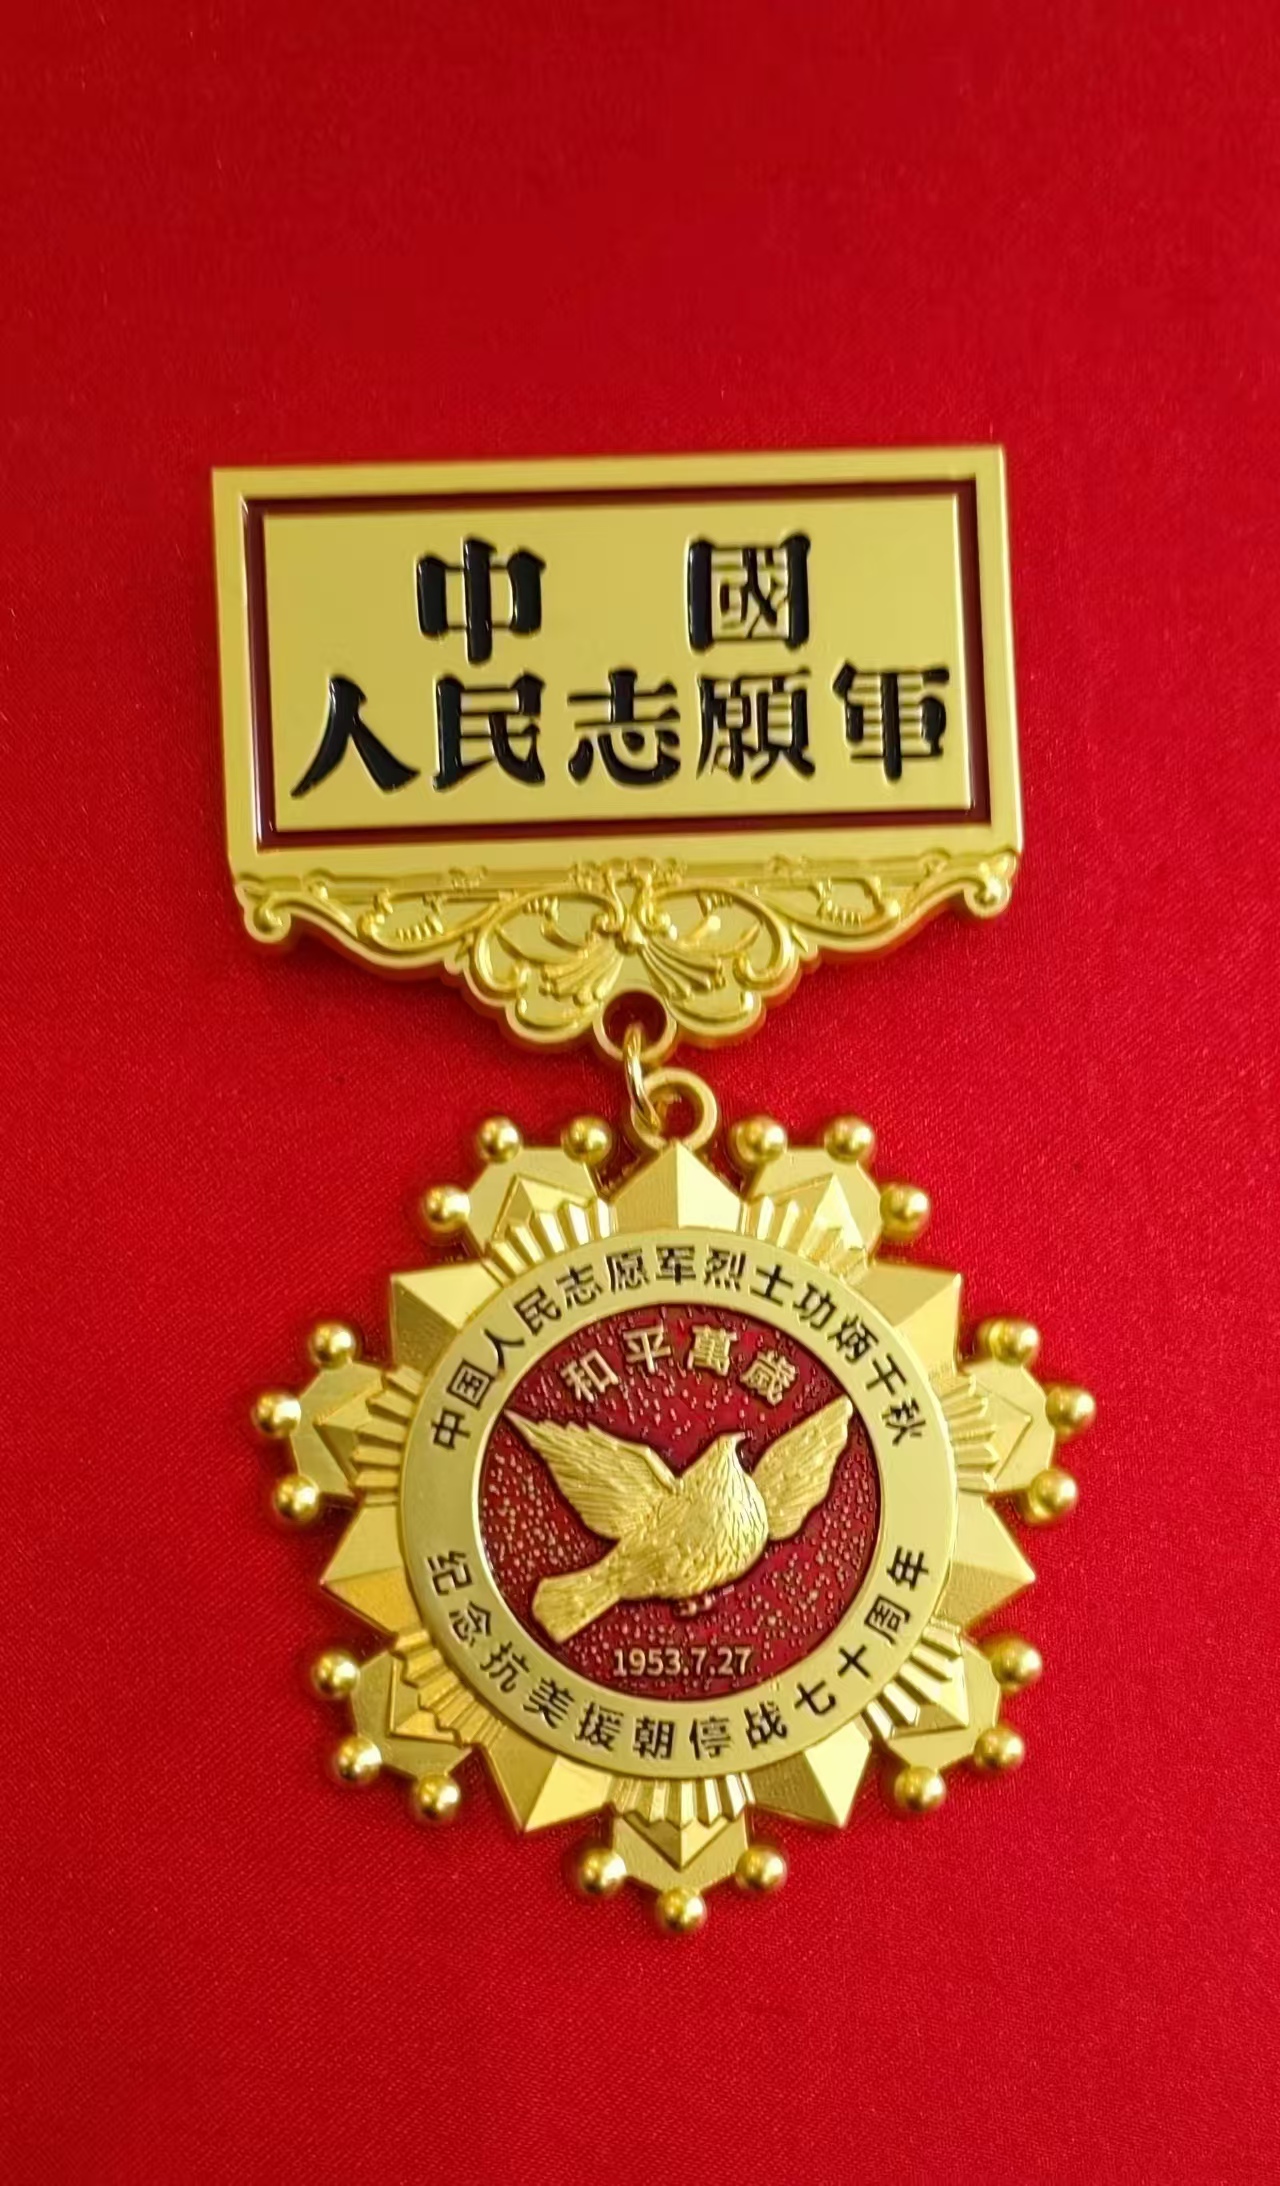 中國
人民志願軍
中国人民志愿军烈士功炳千秋
和平萬歲
1953.7.27
纪念抗美援朝停战七十周年